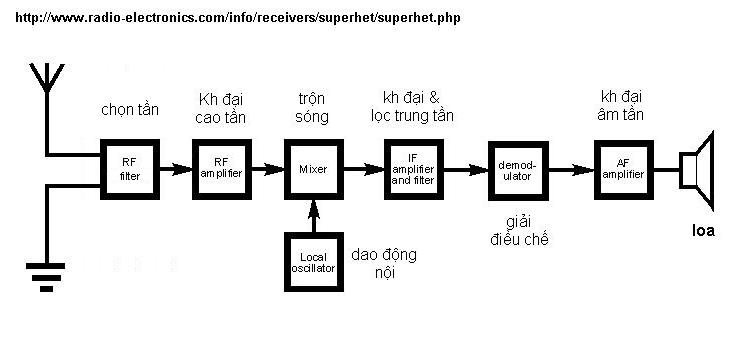 http://www.radio-electronics.com/info/receivers/superhet/superhet.php
chọn tần
Kh đại
cao tần
trộn
sóng
kh đại &
lọc trung tần
kh đại
âm tần
RF
filter
RF
amplifier
Mixer
IF
amplifier
and filter
demod-
ulator
AF
amplifier
loa
giải
điếu chế
Local
oscillator
dao động
nội